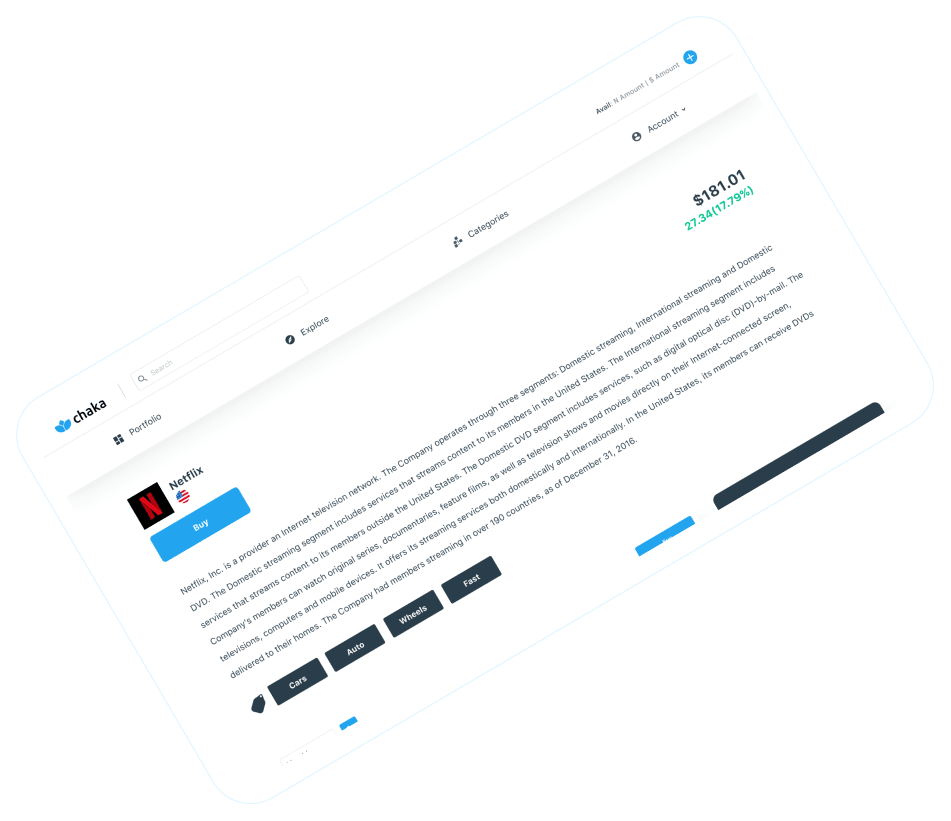 Avail: N Amount | $ Amount
chaka
Search
Portfolio
Explore
Categories
Account
Netflix
$181.01
27.34(17.79%)
Buy
Netflix, Inc. is a provider an Internet television network. The Company operates through three segments: Domestic streaming, International streaming and Domestic
DVD. The Domestic streaming segment includes services that streams content to its members in the United States. The International streaming segment includes
services that streams content to its members outside the United States. The Domestic DVD segment includes services, such as digital optical disc (DVD)-by-mail. The
Company's members can watch original series, documentaries, feature films, as well as television shows and movies directly on their Internet-connected screen,
televisions, computers and mobile devices. It offers its streaming services both domestically and internationally. In the United States, its members can receive DVDs
delivered to their homes. The Company had members streaming in over 190 countries, as of December 31, 2016.
Cars
Auto
Wheels
Fast